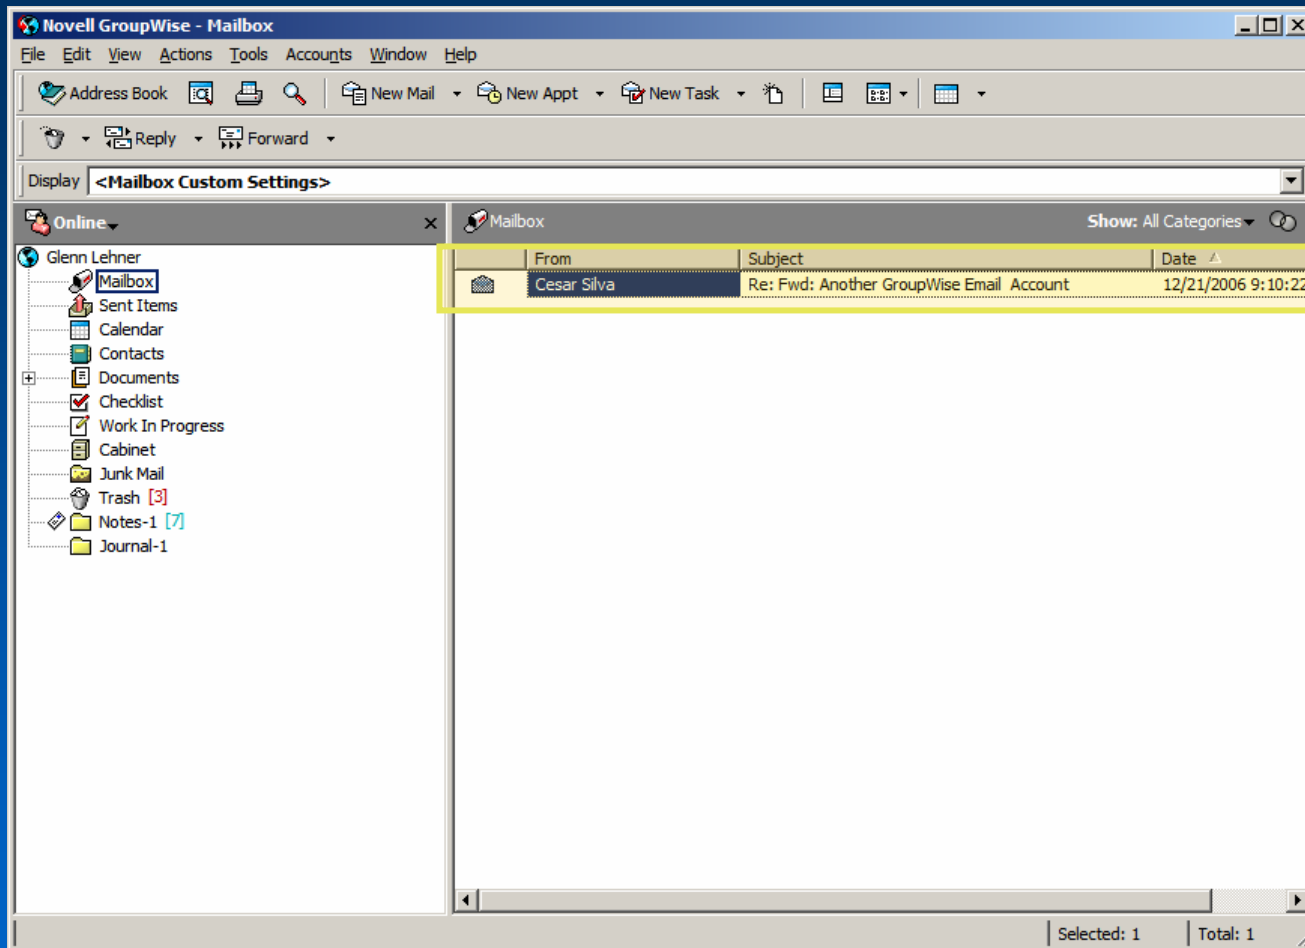 Novell GroupWise - Mailbox
File Edit View Actions Tools Accounts Window Help
Address Book New Mail New Appt New Task
Reply Forward
Display <Mailbox Custom Settings>
Online
Mailbox Show: All Categories
Glenn Lehner
Mailbox
Sent Items
Calendar
Contacts
Documents
Checklist
Work In Progress
Cabinet
Junk Mail
Trash [3]
Notes-1 [7]
Journal-1
From Subject Date
Cesar Silva Re: Fwd: Another GroupWise Email Account 12/21/2006 9:10:22
Selected: 1 Total: 1